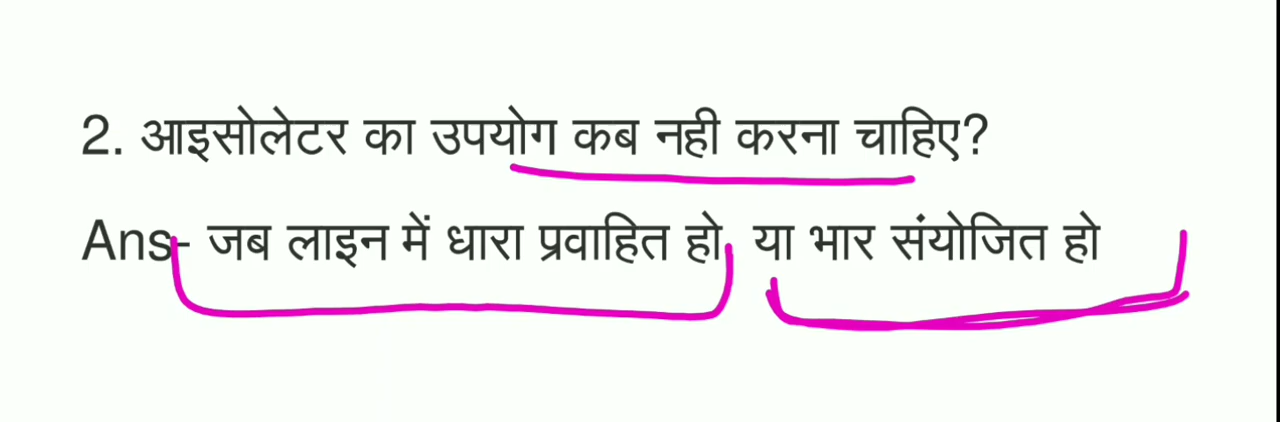 2. आइसोलेटर का उपयोग कब नही करना चाहिए?
Ans- जब लाइन में धारा प्रवाहित हो, या भार संयोजित हो